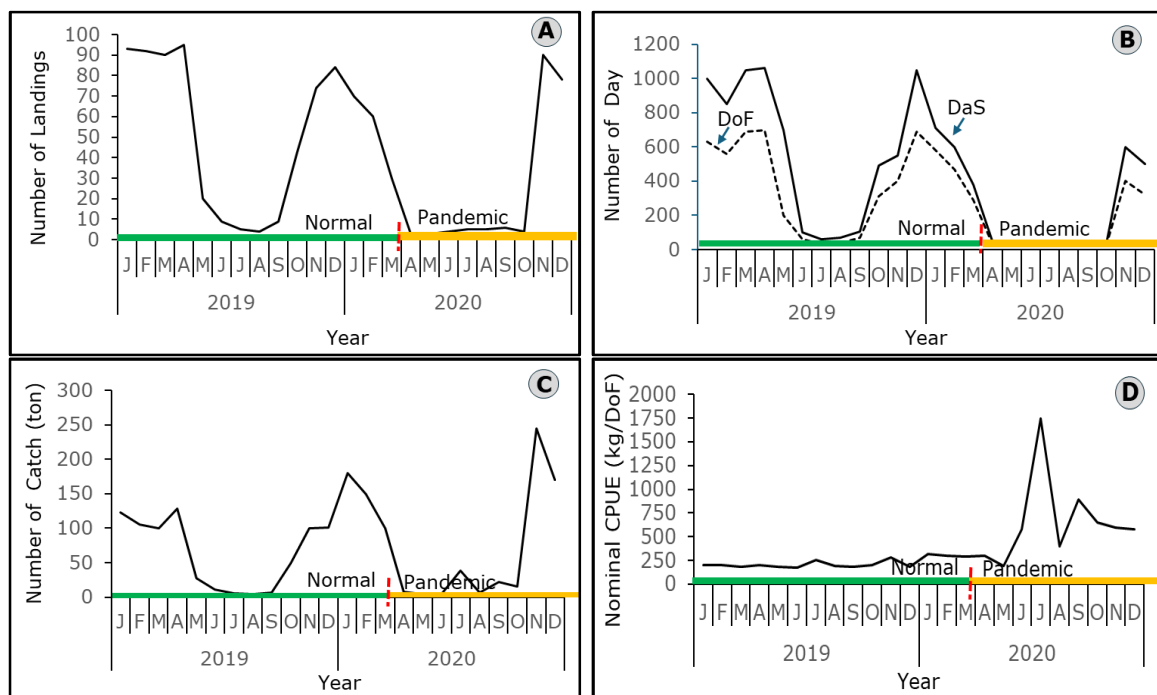 A
Number of Landings
100
90
80
70
60
50
40
30
20
10
0
Normal
Pandemic
J F M A M J J A S O N D J F M A M J J A S O N D
2019 2020
Year
B
Number of Day
1200
1000
800
600
400
200
0
DoF
DaS
Normal
Pandemic
J F M A M J J A S O N D J F M A M J J A S O N D
2019 2020
Year
C
Number of Catch (ton)
300
250
200
150
100
50
0
Normal
Pandemic
J F M A M J J A S O N D J F M A M J J A S O N D
2019 2020
Year
D
Nominal CPUE (kg/DoF)
2000
1750
1500
1250
1000
750
500
250
0
Normal
Pandemic
J F M A M J J A S O N D J F M A M J J A S O N D
2019 2020
Year